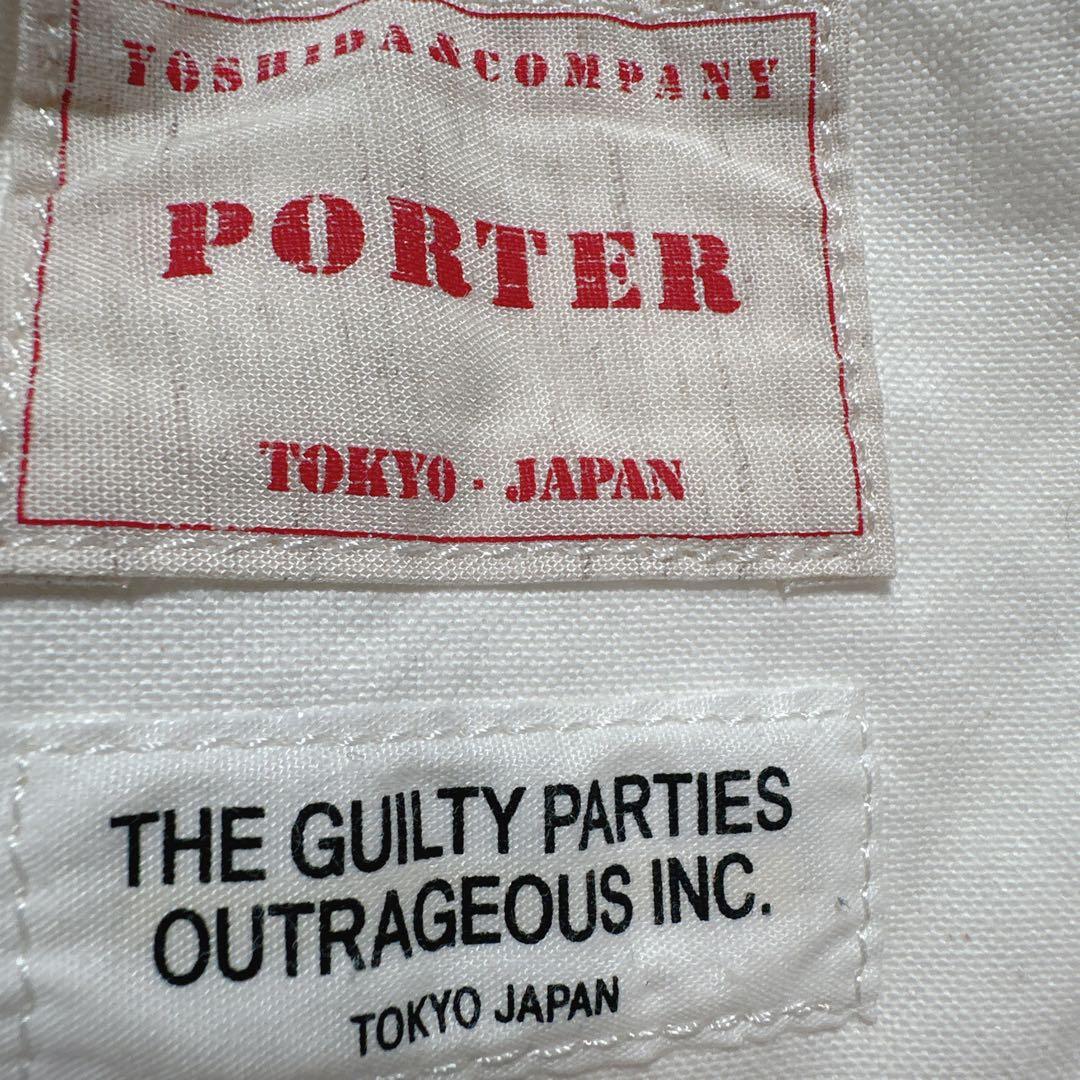 YOSHIDA&COMPANY
PORTER
TOKYO · JAPAN
THE GUILTY PARTIES
OUTRAGEOUS INC.
TOKYO JAPAN